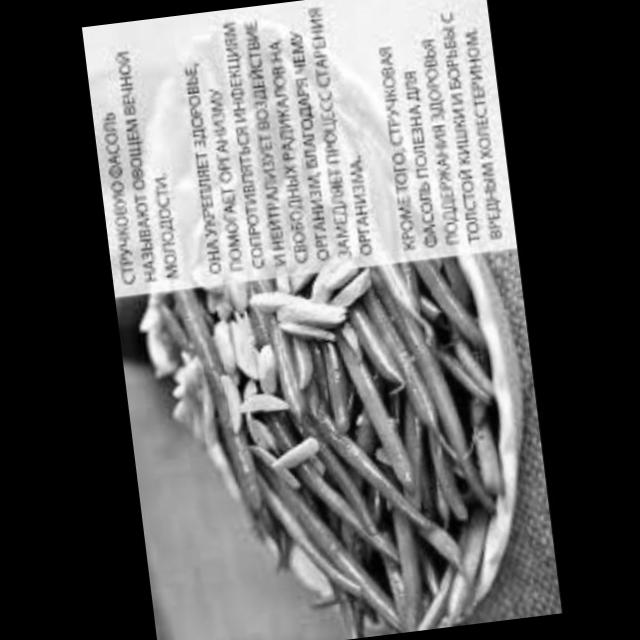 СТРУЧКОВУЮ ФАСОЛЬ
НАЗЫВАЮТ ОВОЩЕМ ВЕЧНОЙ
МОЛОДОСТИ.
ОНА УКРЕПЛЯЕТ ЗДОРОВЬЕ,
ПОМОГАЕТ ОРГАНИЗМУ
СОПРОТИВЛЯТЬСЯ ИНФЕКЦИЯМ
И НЕЙТРАЛИЗУЕТ ВОЗДЕЙСТВИЕ
СВОБОДНЫХ РАДИКАЛОВ НА
ОРГАНИЗМ, БЛАГОДАРЯ ЧЕМУ
ЗАМЕДЛЯЕТ ПРОЦЕСС СТАРЕНИЯ
ОРГАНИЗМА.
КРОМЕ ТОГО, СТРУЧКОВАЯ
ФАСОЛЬ ПОЛЕЗНА ДЛЯ
ПОДДЕРЖАНИЯ ЗДОРОВЬЯ
ТОЛСТОЙ КИШКИ И БОРЬБЫ С
ВРЕДНЫМ ХОЛЕСТЕРИНОМ.